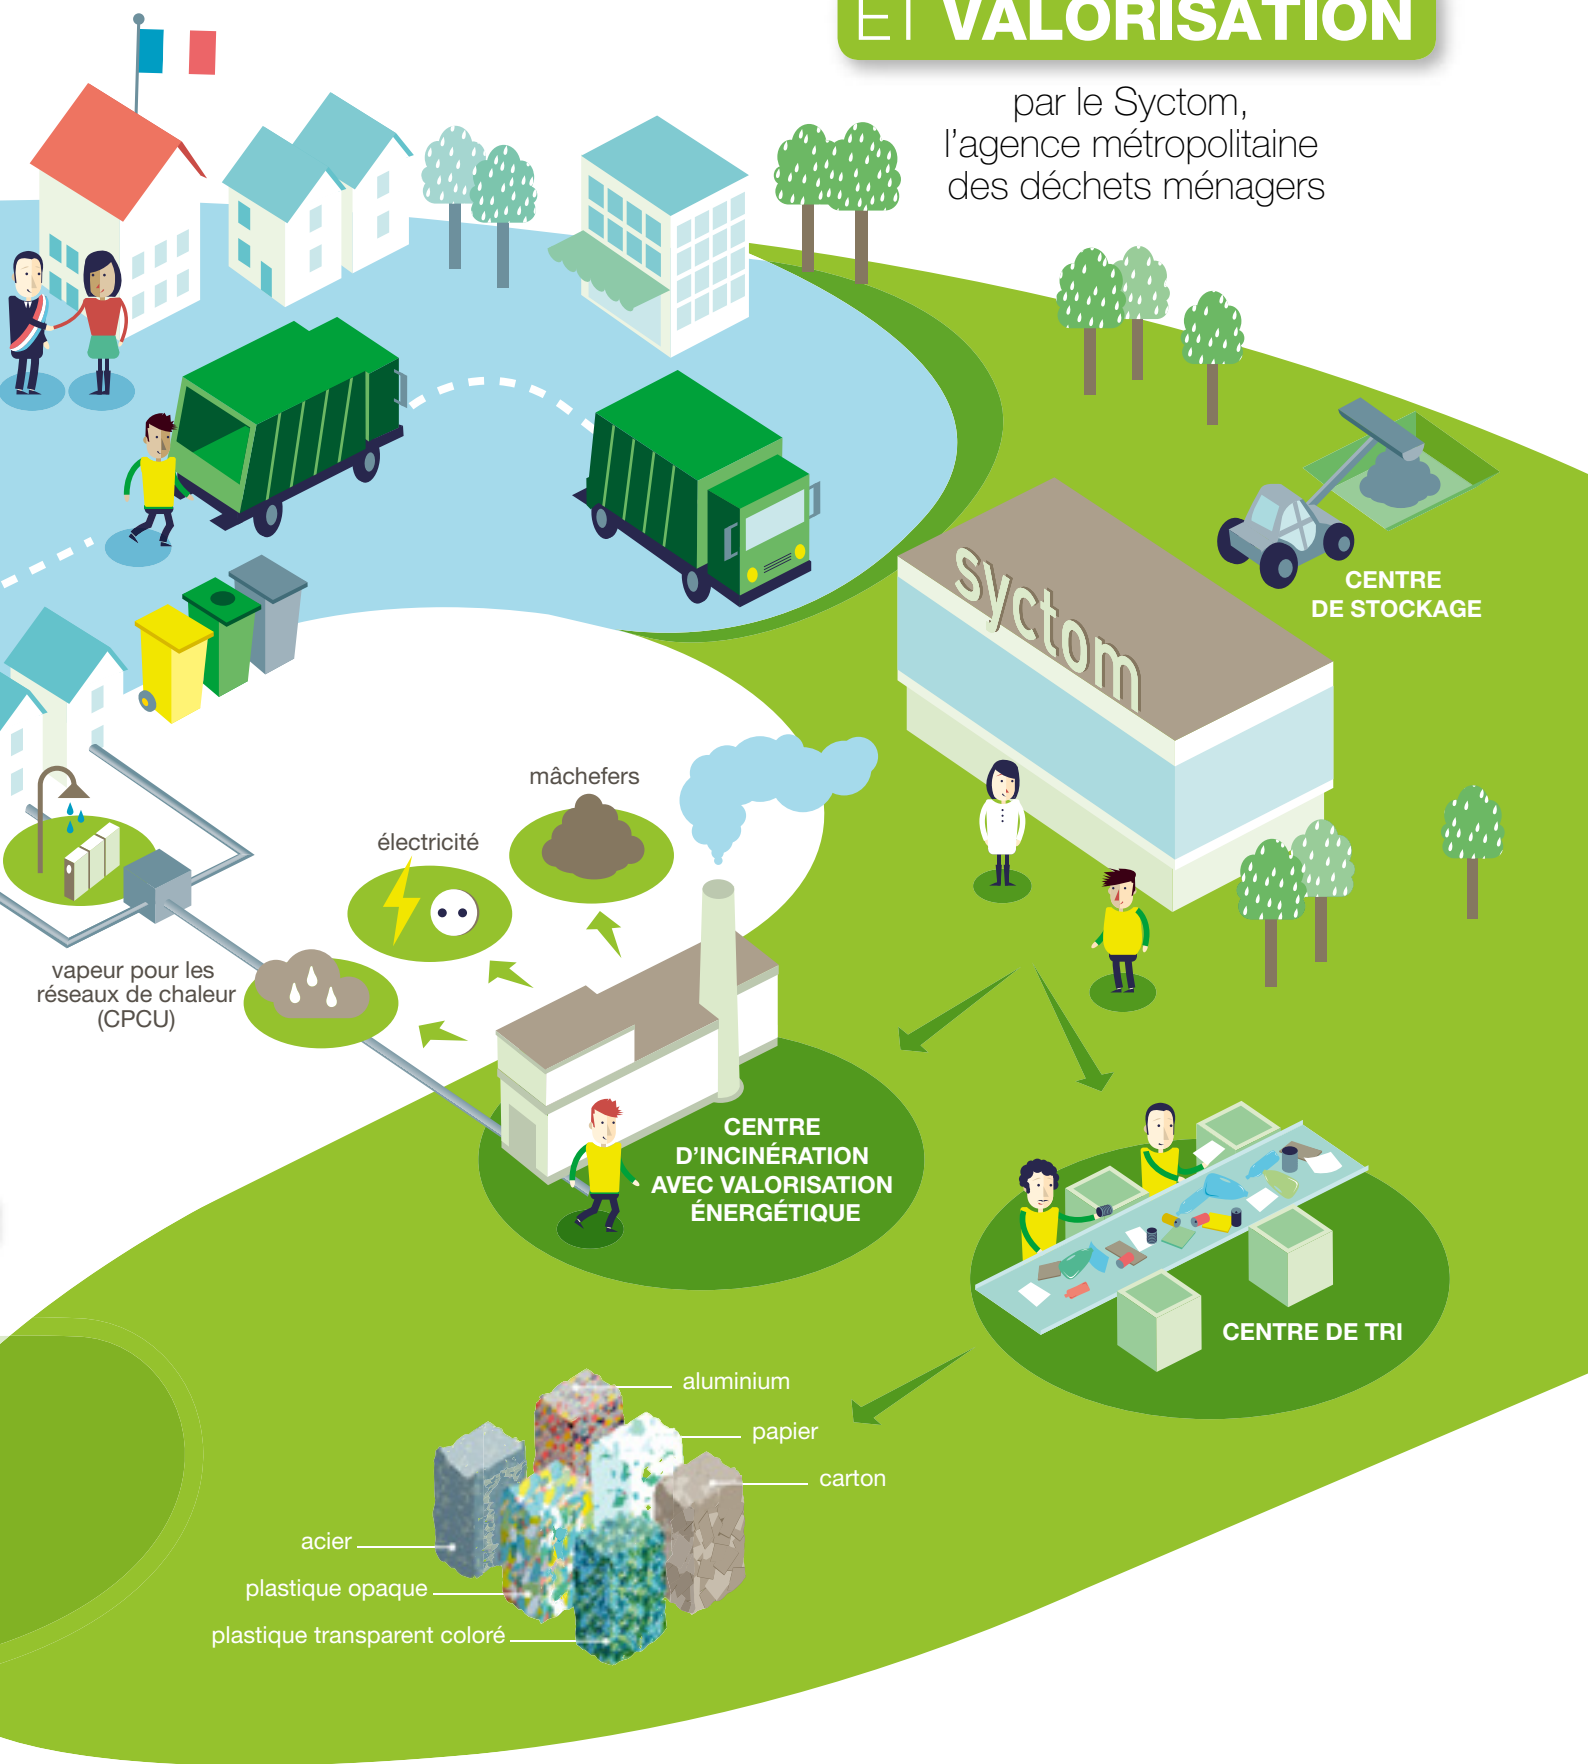 ET VALORISATION
par le Syctom,
l'agence métropolitaine
des déchets ménagers
CENTRE
DE STOCKAGE
syctom
mâchefers
électricité
vapeur pour les
réseaux de chaleur
(CPCU)
CENTRE
D'INCINÉRATION
AVEC VALORISATION
ÉNERGÉTIQUE
CENTRE DE TRI
aluminium
papier
carton
acier
plastique opaque
plastique transparent coloré